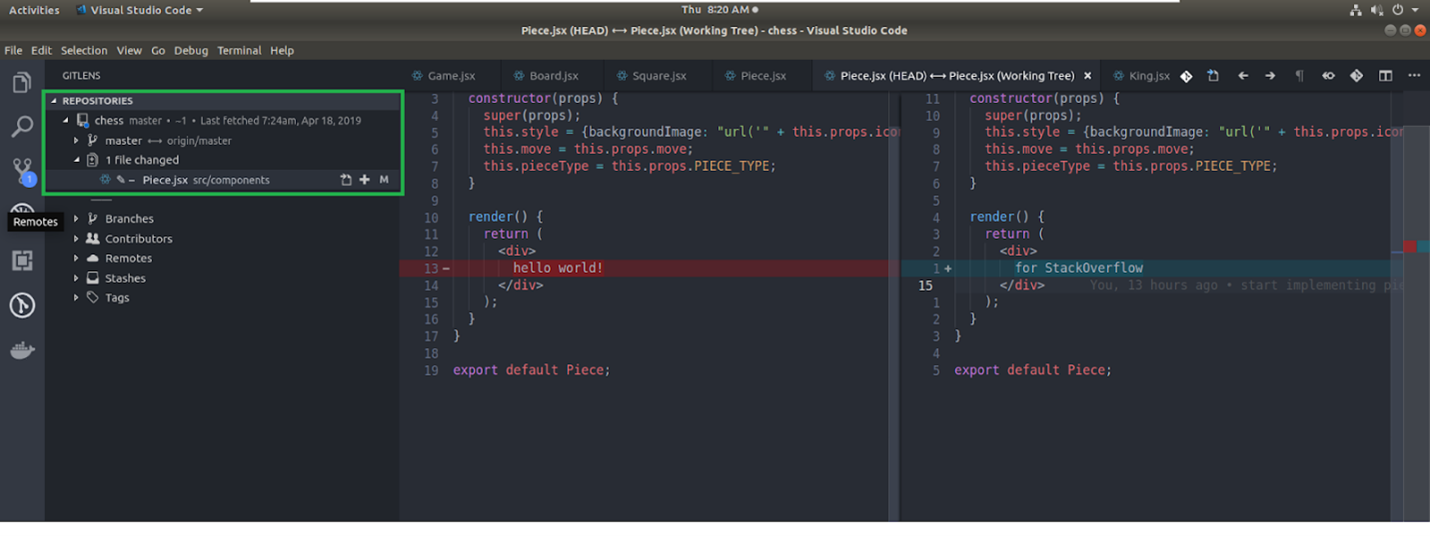 Activities Visual Studio Code Thu 8:20 AM
Piece.jsx (HEAD) ⟷ Piece.jsx (Working Tree) - chess - Visual Studio Code
File Edit Selection View Go Debug Terminal Help
GITLENS
REPOSITORIES
chess master • ~1 • Last fetched 7:24am, Apr 18, 2019
master ⟷ origin/master
1 file changed
Piece.jsx src/components M
1
Remotes
Branches
Contributors
Remotes
Stashes
Tags
Game.jsx Board.jsx Square.jsx Piece.jsx Piece.jsx (HEAD) ⟷ Piece.jsx (Working Tree) King.jsx
3 constructor(props) {
4 super(props);
5 this.style = {backgroundImage: "url('" + this.props.ico
6 this.move = this.props.move;
7 this.pieceType = this.props.PIECE_TYPE;
8 }
9
10 render() {
11 return (
12 <div>
13 - hello world!
14 </div>
15 );
16 }
17 }
18
19 export default Piece;
11 constructor(props) {
10 super(props);
9 this.style = {backgroundImage: "url('" + this.props.icon
8 this.move = this.props.move;
7 this.pieceType = this.props.PIECE_TYPE;
6 }
5
4 render() {
3 return (
2 <div>
1 + for StackOverflow
15 </div> You, 13 hours ago • start implementing pie
1 );
2 }
3 }
4
5 export default Piece;